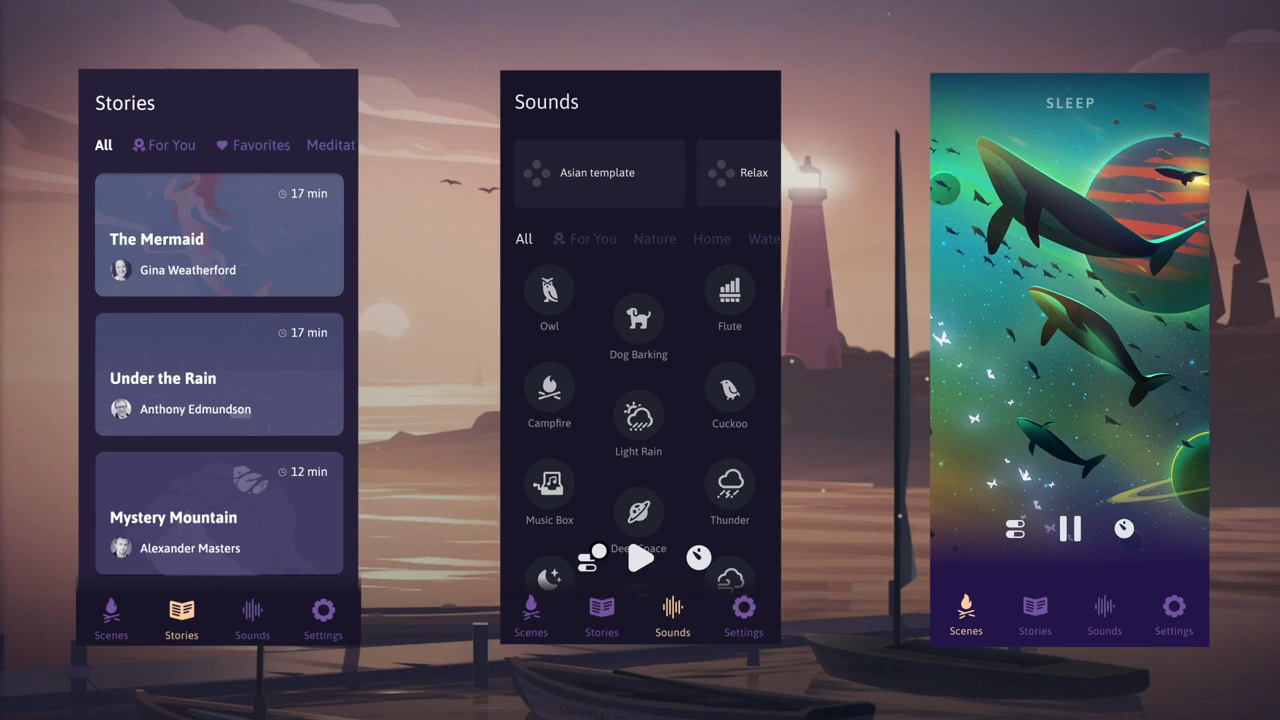 Stories
All For You Favorites Meditat
17 min
The Mermaid
Gina Weatherford
17 min
Under the Rain
Anthony Edmundson
12 min
Mystery Mountain
Alexander Masters
Scenes Stories Sounds Settings
Sounds
Asian template Relax
All For You Nature Home Wate
Owl Dog Barking Flute
Campfire Light Rain Cuckoo
Music Box Deep Space Thunder
Scenes Stories Sounds Settings
SLEEP
Scenes Stories Sounds Settings